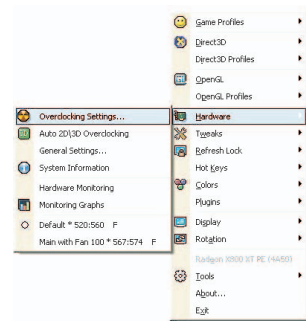 Game Profiles
Direct3D
Direct3D Profiles
OpenGL
OpenGL Profiles
Hardware
Tweaks
Refresh Lock
Hot Keys
Colors
Plugins
Display
Rotation
Radeon X800 XT PE (4A50)
Tools
About...
Exit
Overclocking Settings...
Auto 2D\3D Overclocking
General Settings...
System Information
Hardware Monitoring
Monitoring Graphs
Default * 520:560 F
Main with Fan 100 * 567:574 F